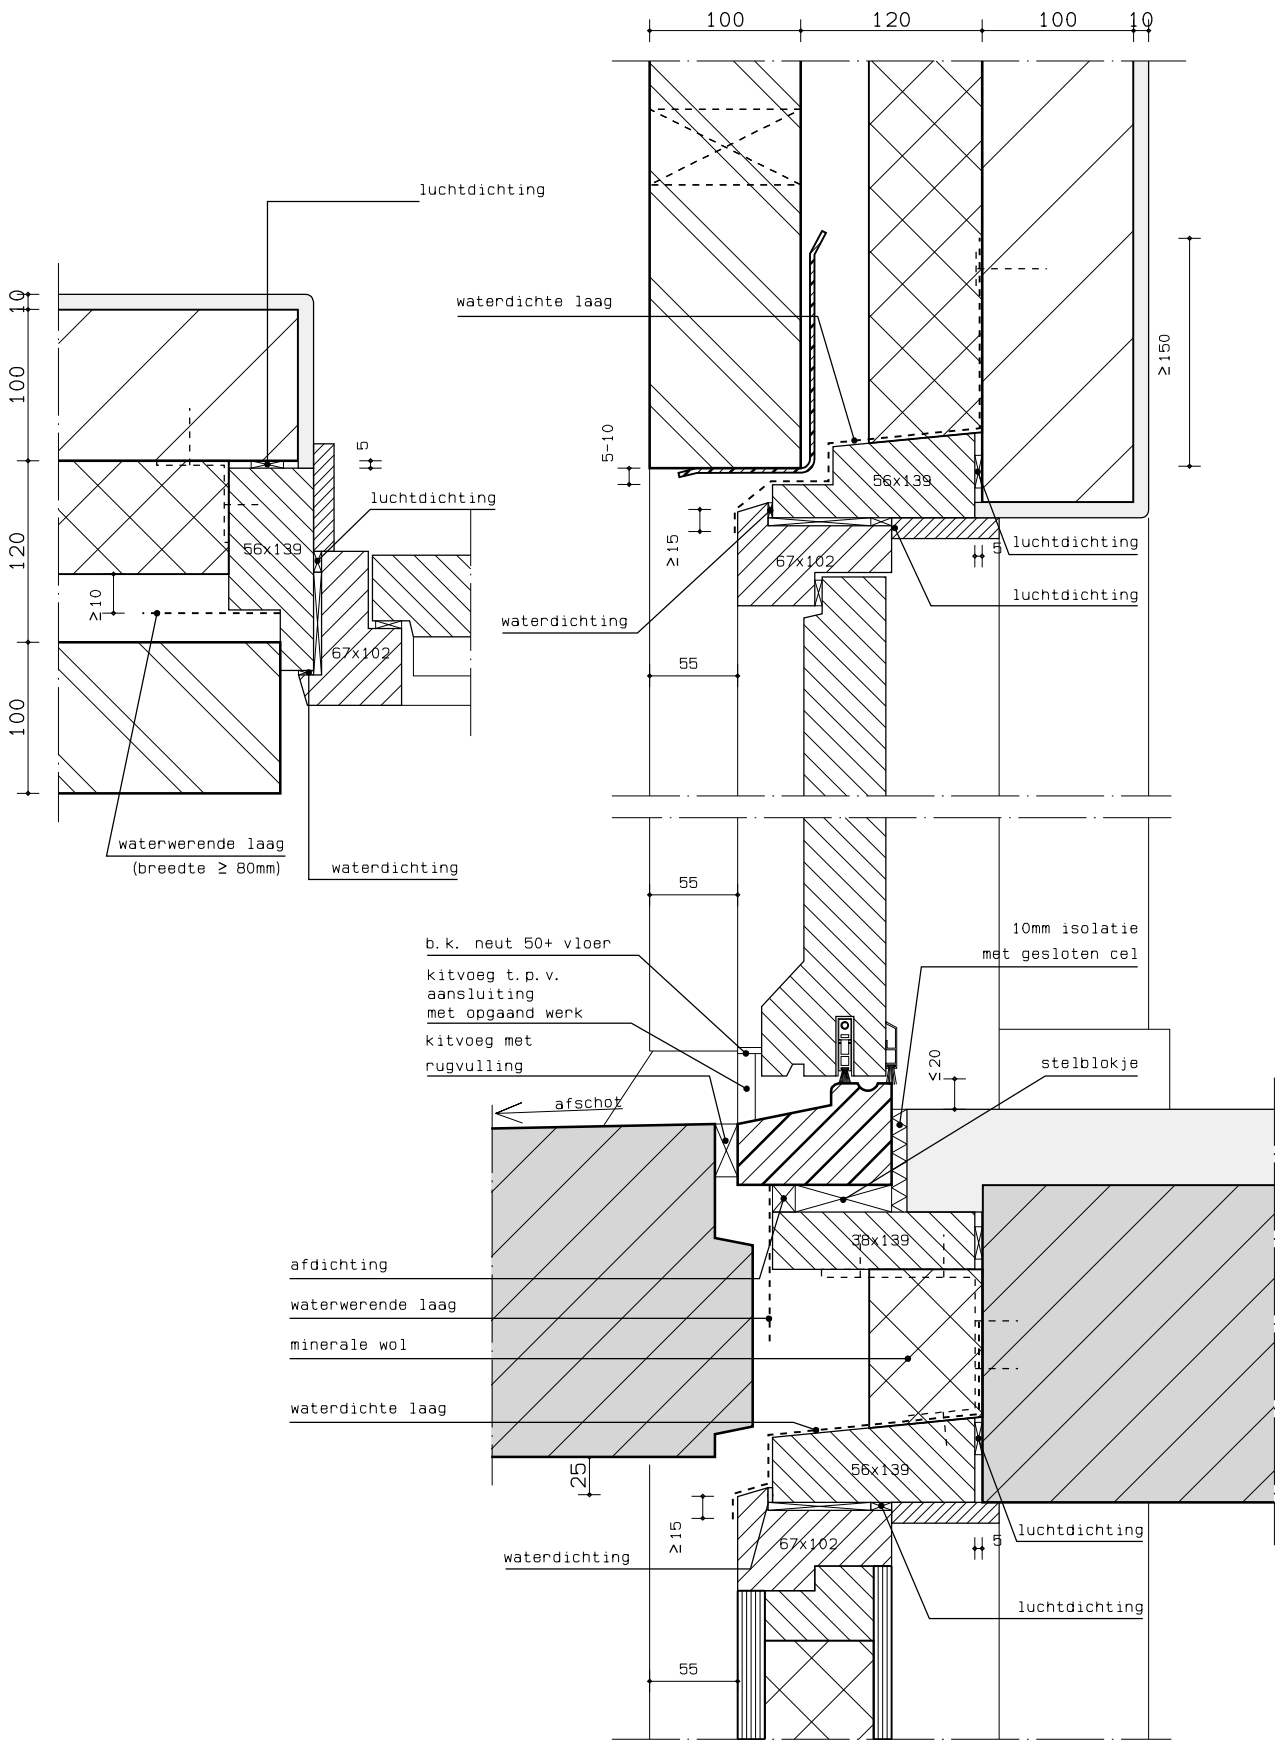 100
120
100
10
luchtdichting
10
100
120
100
5
luchtdichting
56x139
≥10
67x102
waterwerende laag
(breedte ≥ 80mm)
waterdichting
waterdichte laag
≥150
5-10
56x139
≥15
67x102
5
luchtdichting
luchtdichting
waterdichting
55
55
b.k. neut 50+ vloer
kitvoeg t.p.v.
aansluiting
met opgaand werk
kitvoeg met
rugvulling
10mm isolatie
met gesloten cel
≤20
stelblokje
afschot
38x139
afdichting
waterwerende laag
minerale wol
waterdichte laag
25
56x139
≥15
67x102
5
luchtdichting
waterdichting
luchtdichting
55